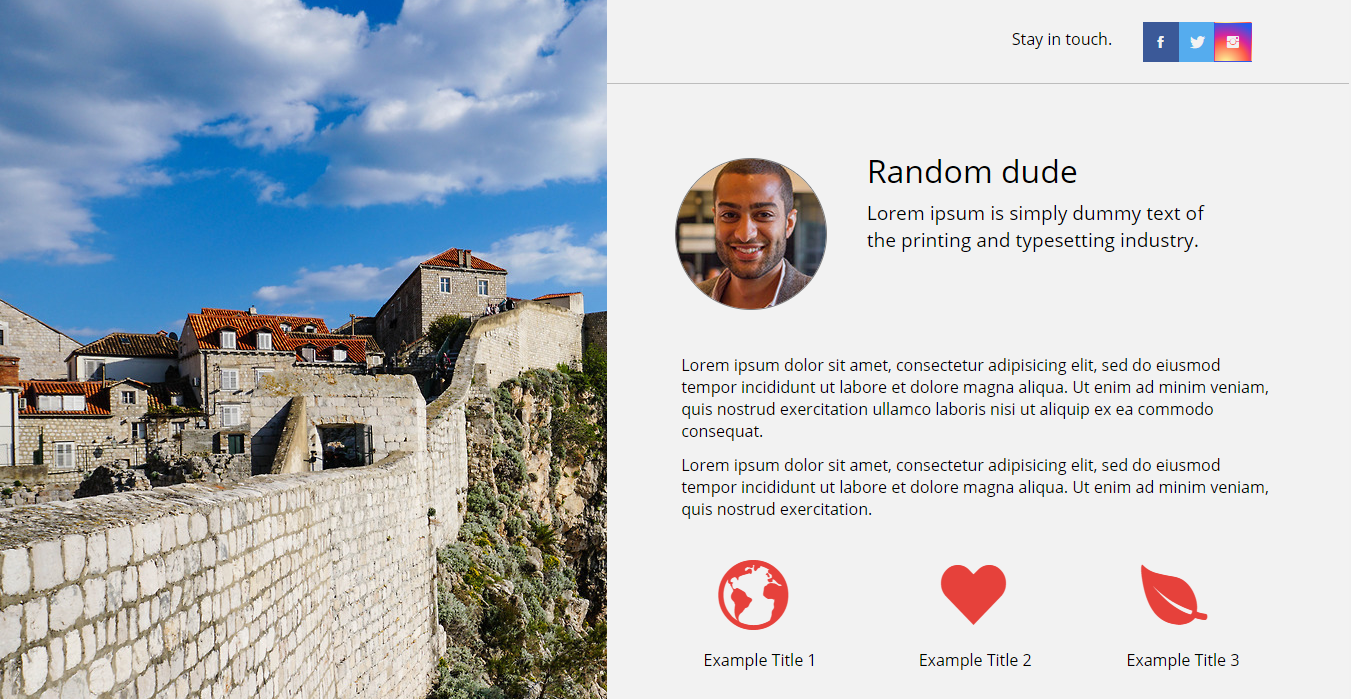 Stay in touch.
Random dude
Lorem ipsum is simply dummy text of
the printing and typesetting industry.
Lorem ipsum dolor sit amet, consectetur adipisicing elit, sed do eiusmod
tempor incididunt ut labore et dolore magna aliqua. Ut enim ad minim veniam,
quis nostrud exercitation ullamco laboris nisi ut aliquip ex ea commodo
consequat.
Lorem ipsum dolor sit amet, consectetur adipisicing elit, sed do eiusmod
tempor incididunt ut labore et dolore magna aliqua. Ut enim ad minim veniam,
quis nostrud exercitation.
Example Title 1
Example Title 2
Example Title 3